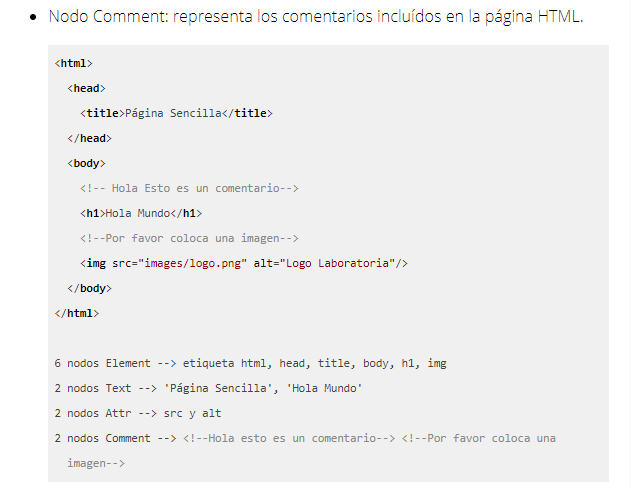 • Nodo Comment: representa los comentarios incluídos en la página HTML.
<html>
<head>
<title>Página Sencilla</title>
</head>
<body>
<!-- Hola Esto es un comentario-->
<h1>Hola Mundo</h1>
<!--Por favor coloca una imagen-->
<img src="images/logo.png" alt="Logo Laboratoria"/>
</body>
</html>
6 nodos Element --> etiqueta html, head, title, body, h1, img
2 nodos Text --> 'Página Sencilla', 'Hola Mundo'
2 nodos Attr --> src y alt
2 nodos Comment --> <!--Hola esto es un comentario--> <!--Por favor coloca una
imagen-->